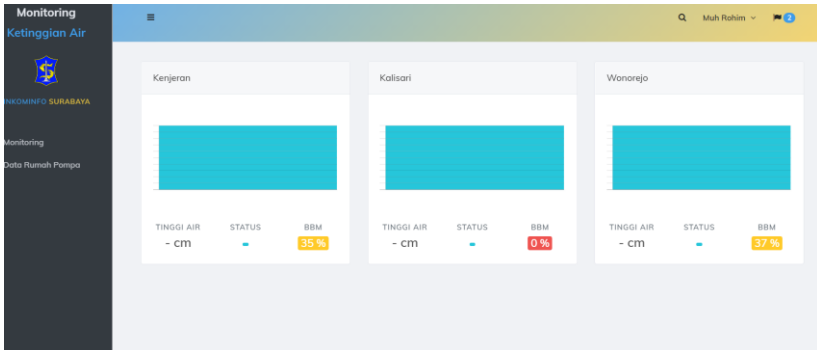 Monitoring
Ketinggian Air
INKOMINFO SURABAYA
Monitoring
Data Rumah Pompa
Muh Rohim
2
Kenjeran
TINGGI AIR STATUS BBM
- cm - 35 %
Kalisari
TINGGI AIR STATUS BBM
- cm - 0 %
Wonorejo
TINGGI AIR STATUS BBM
- cm - 37 %